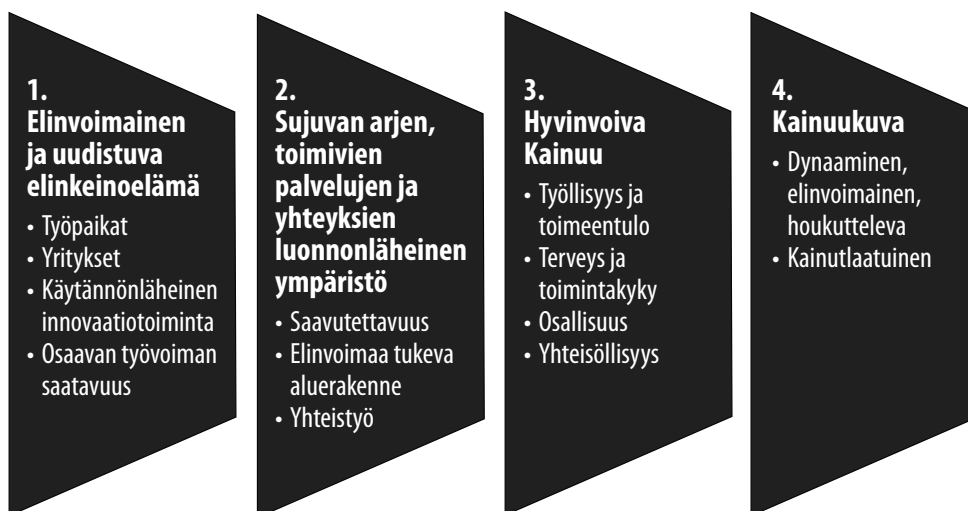 1.
Elinvoimainen
ja uudistuva
elinkeinoelämä
• Työpaikat
• Yritykset
• Käytännönläheinen
innovaatiotoiminta
• Osaavan työvoiman
saatavuus
2.
Sujuvan arjen,
toimivien
palvelujen ja
yhteyksien
luonnonläheinen
ympäristö
• Saavutettavuus
• Elinvoimaa tukeva
aluerakenne
• Yhteistyö
3.
Hyvinvoiva
Kainuu
• Työllisyys ja
toimeentulo
• Terveys ja
toimintakyky
• Osallisuus
• Yhteisöllisyys
4.
Kainuukuva
• Dynaaminen,
elinvoimainen,
houkutteleva
• Kainutlaatuinen